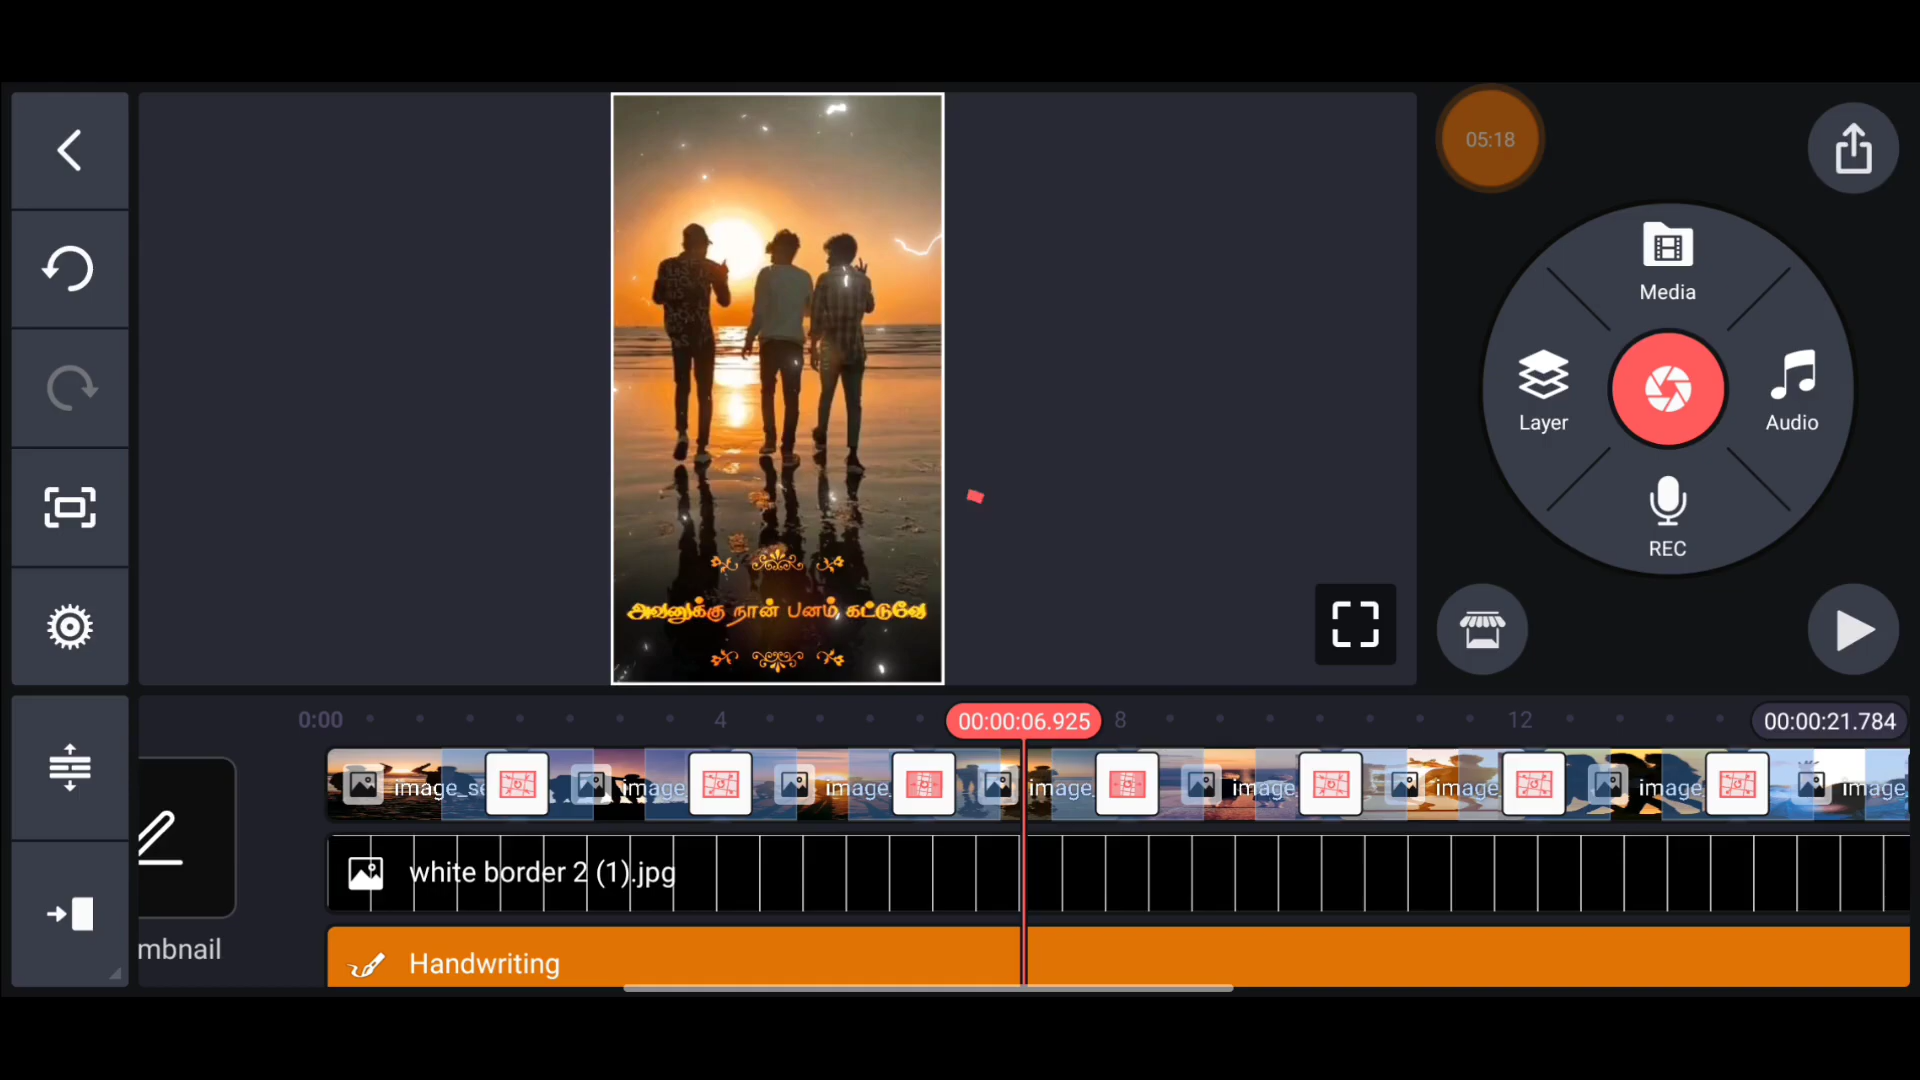 05:18
Media
Layer
Audio
REC
அவனுக்கு நான் பனம் கட்டுவே
0:00
4
00:00:06.925
8
12
00:00:21.784
image_se
image
image
image
image
image
image
image
white border 2 (1).jpg
mbnail
Handwriting